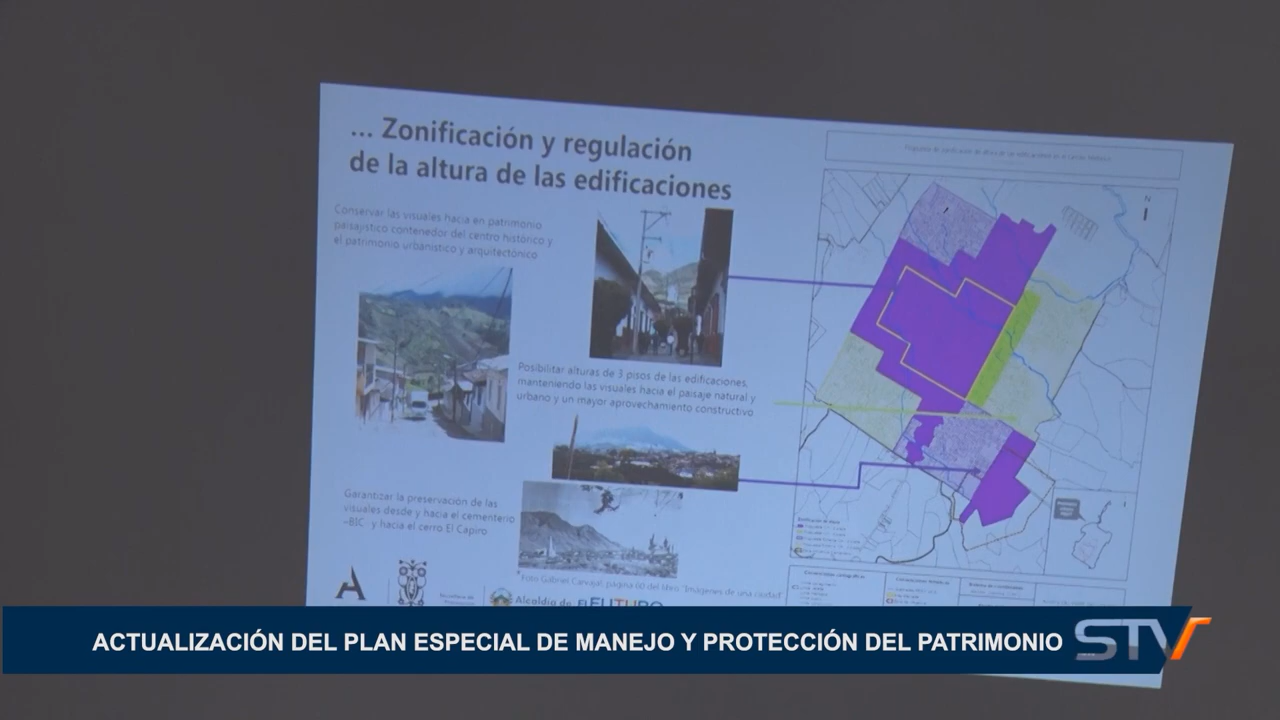 ... Zonificación y regulación
de la altura de las edificaciones
Conservar las visuales hacia en patrimonio
paisajístico contenedor del centro histórico y
el patrimonio urbanístico y arquitectónico
Posibilitar alturas de 3 pisos de las edificaciones,
manteniendo las visuales hacia el paisaje natural y
urbano y un mayor aprovechamiento constructivo
Garantizar la preservación de las
visuales desde y hacia el cementerio
–BIC y hacia el cerro El Capiro
Foto Gabriel Carvajal, página 60 del libro "Imágenes de una ciudad"
N
A
Alcaldía de
El FUTURO
ACTUALIZACIÓN DEL PLAN ESPECIAL DE MANEJO Y PROTECCIÓN DEL PATRIMONIO
STV